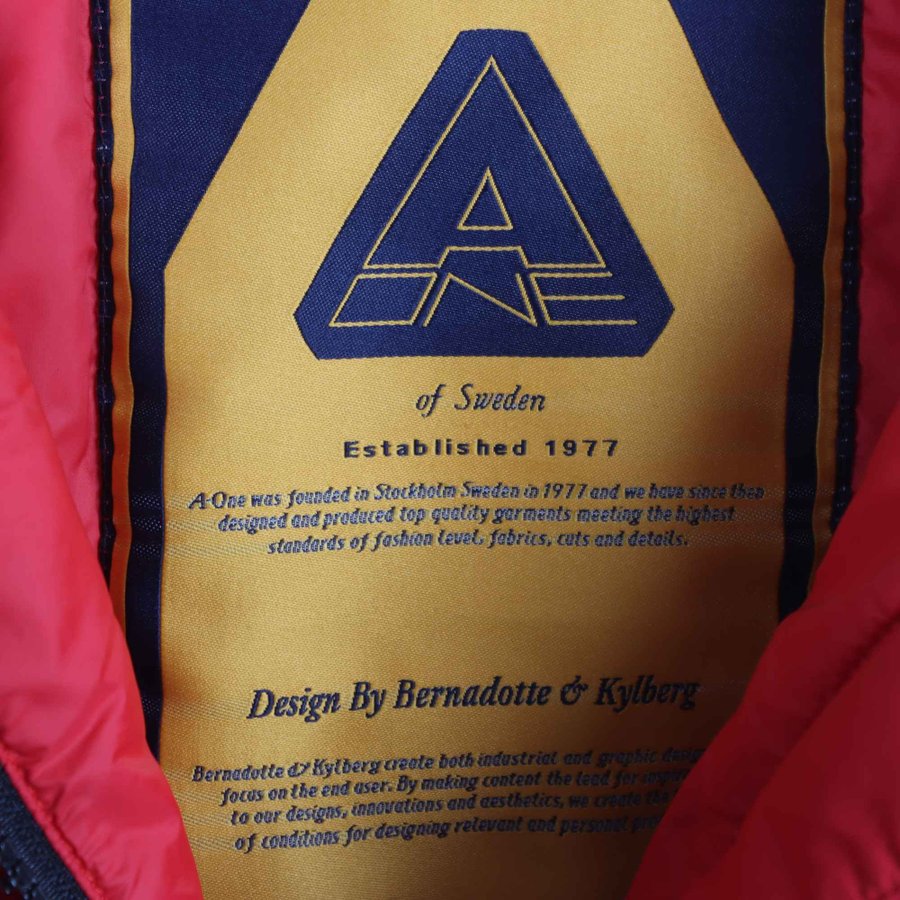 A
ONE
of Sweden
Established 1977
A-One was founded in Stockholm Sweden in 1977 and we have since then
designed and produced top quality garments meeting the highest
standards of fashion level, fabrics, cuts and details.
Design By Bernadotte & Kylberg
Bernadotte & Kylberg create both industrial and graphic
focus on the end user. By making content the lead for
to our designs, innovations and aesthetics, we create the
of conditions for designing relevant and personal